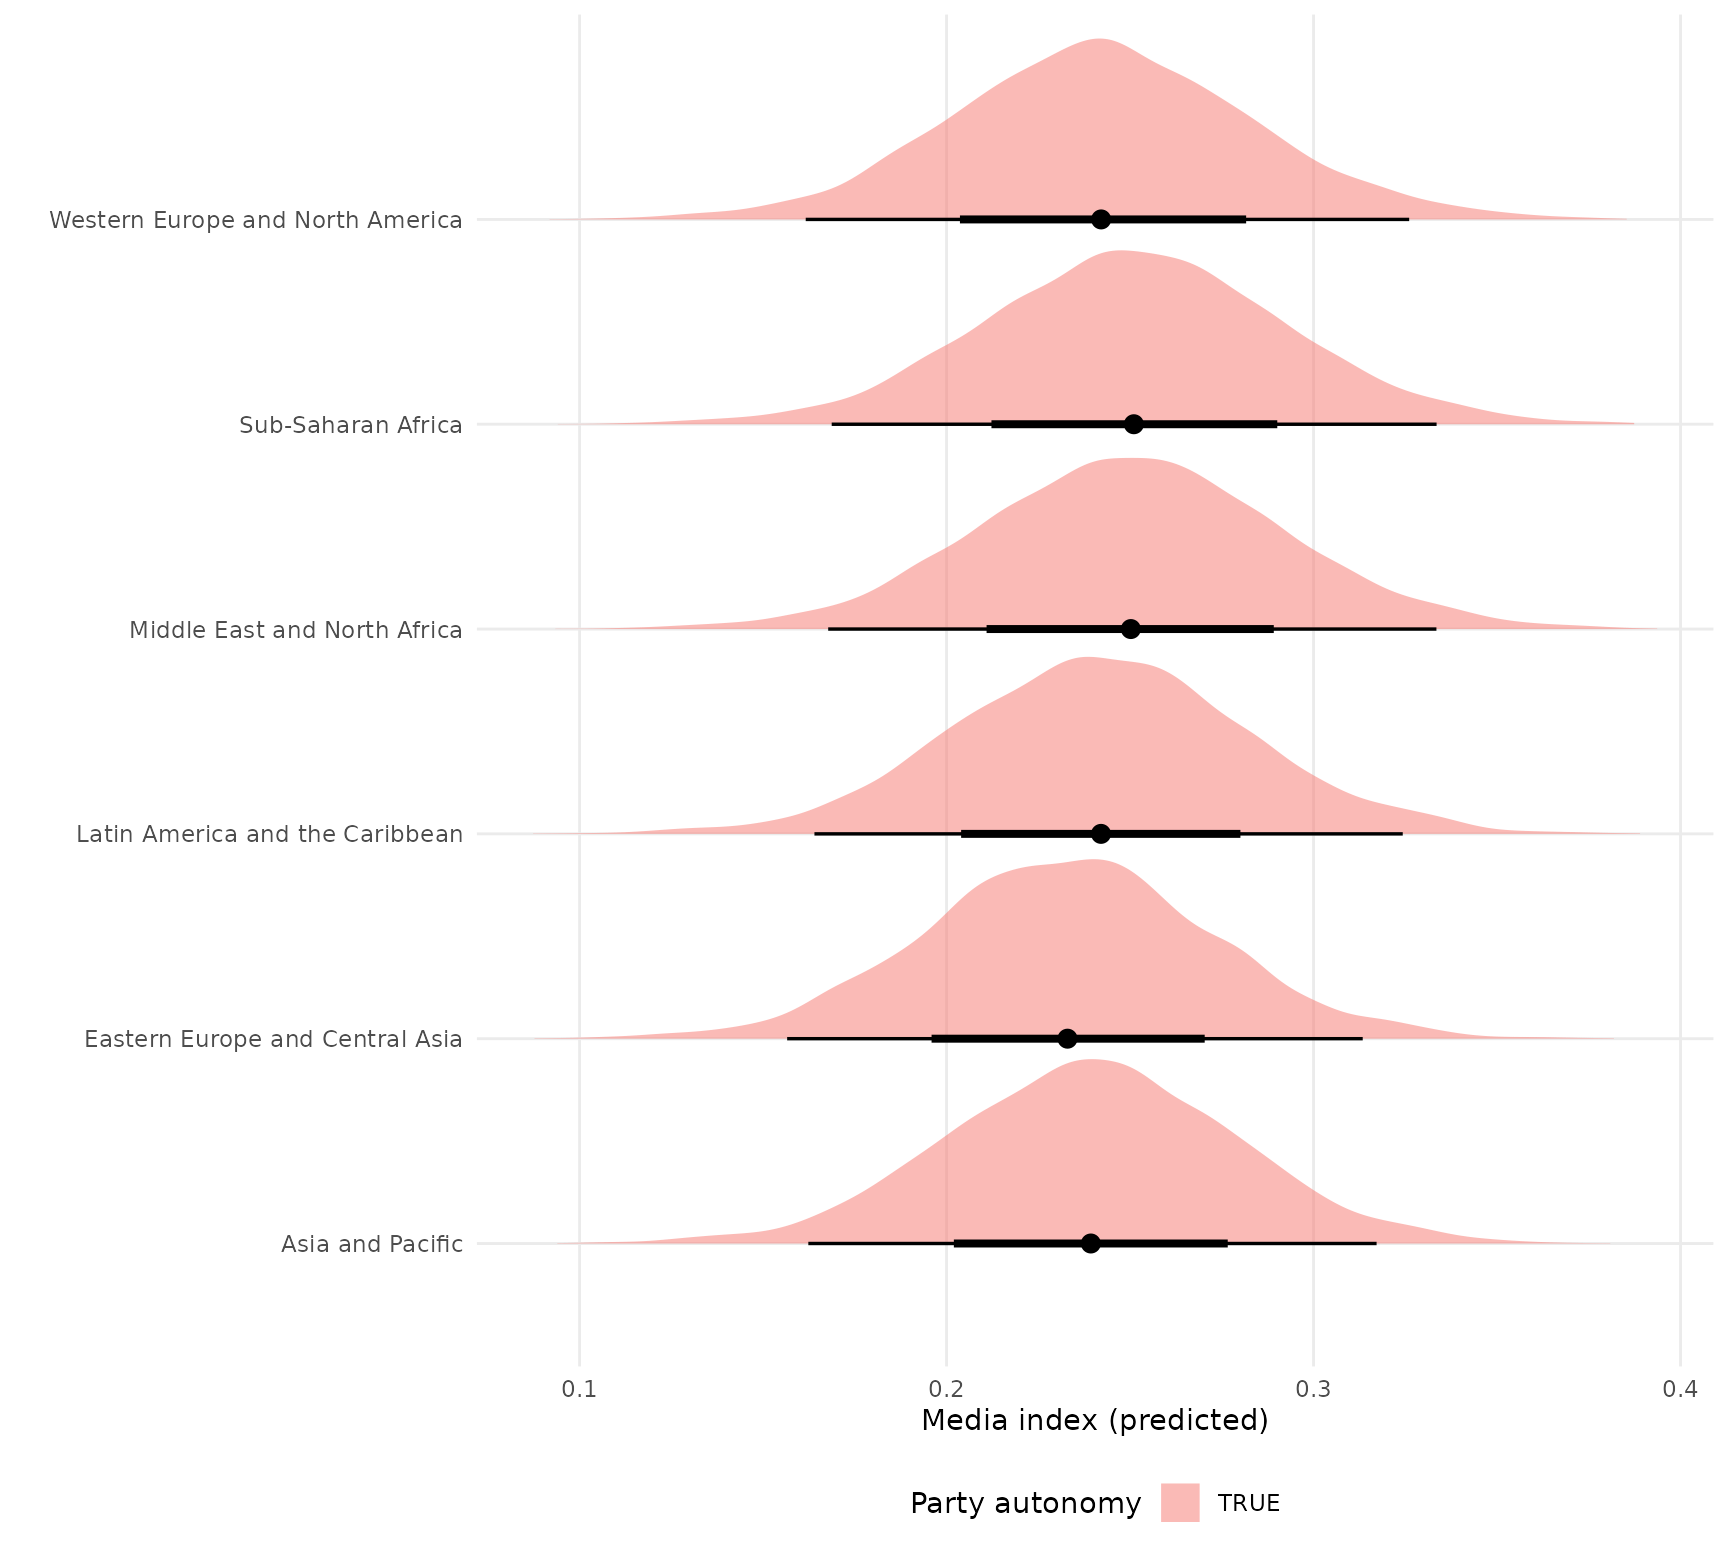 Western Europe and North America
Sub-Saharan Africa
Middle East and North Africa
Latin America and the Caribbean
Eastern Europe and Central Asia
Asia and Pacific
0.1 0.2 0.3 0.4
Media index (predicted)
Party autonomy TRUE